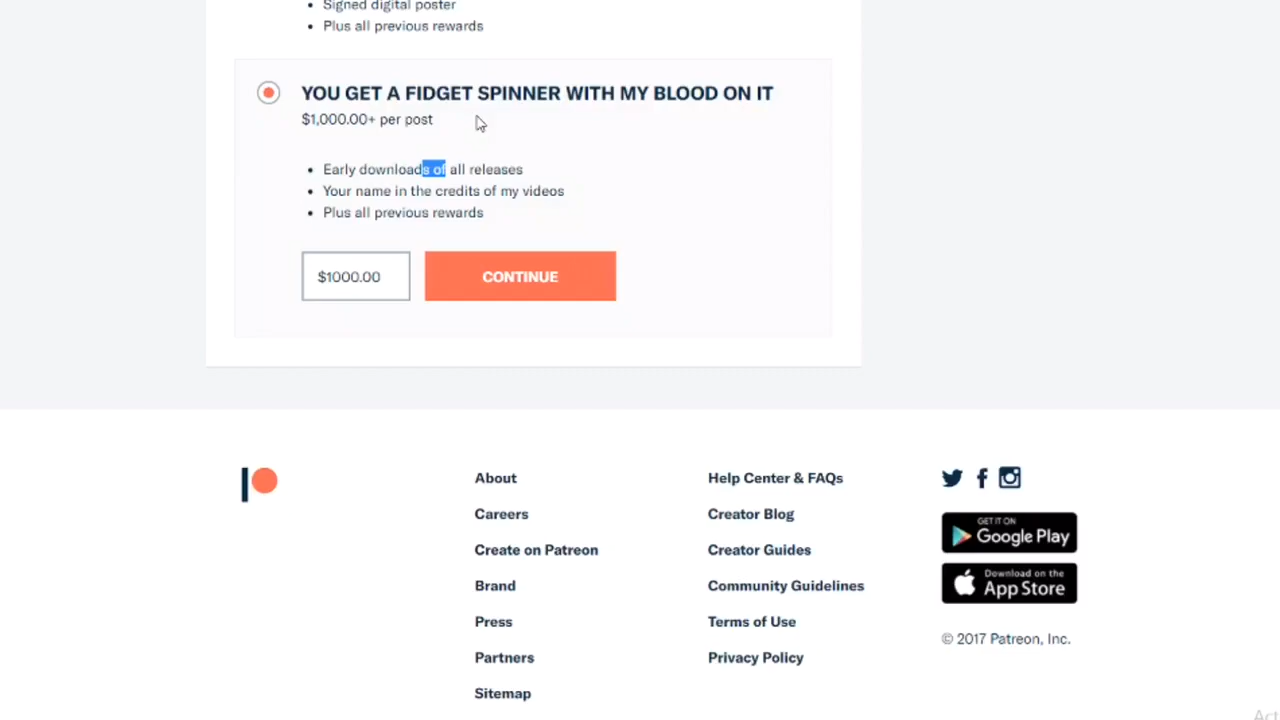 Signed digital poster
Plus all previous rewards
YOU GET A FIDGET SPINNER WITH MY BLOOD ON IT
$1,000.00+ per post
Early downloads of all releases
Your name in the credits of my videos
Plus all previous rewards
$1000.00 CONTINUE
About
Careers
Create on Patreon
Brand
Press
Partners
Sitemap
Help Center & FAQs
Creator Blog
Creator Guides
Community Guidelines
Terms of Use
Privacy Policy
GET IT ON
Google Play
Download on the
App Store
© 2017 Patreon, Inc.